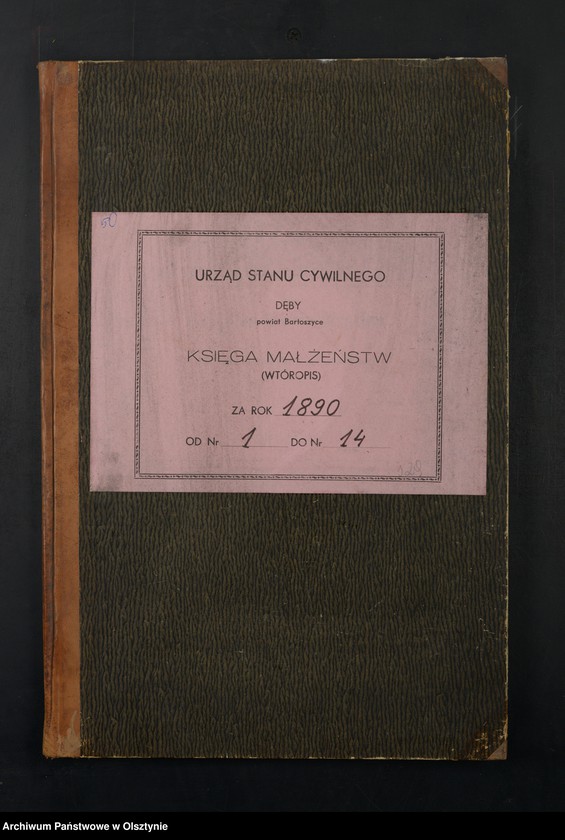 50
URZĄD STANU CYWILNEGO
DĘBY
powiat Bartoszyce
KSIĘGA MAŁŻEŃSTW
(WTÓROPIS)
ZA ROK 1890
OD Nr 1 DO Nr 14
Archiwum Państwowe w Olsztynie